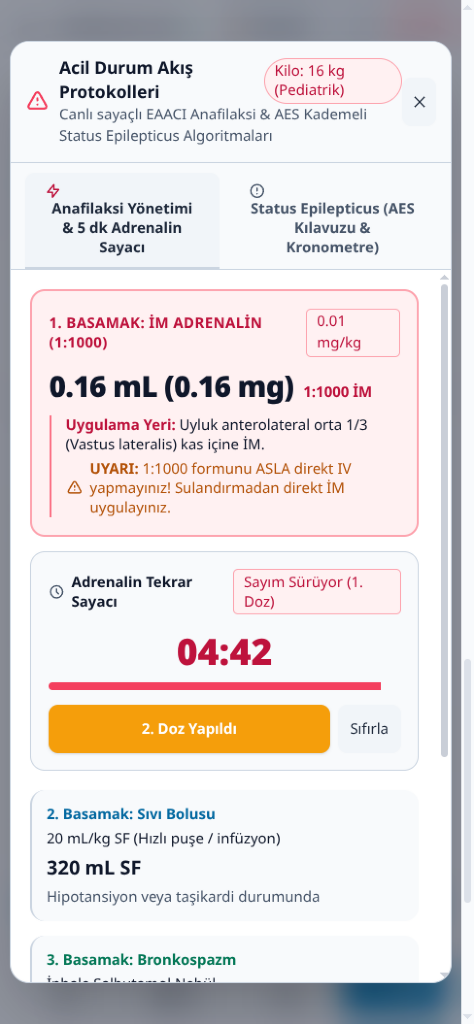 Acil Durum Akış
Protokolleri
Kilo: 16 kg
(Pediatrik)
Canlı sayaçlı EAACI Anafilaksi & AES Kademeli
Status Epilepticus Algoritmaları
Anafilaksi Yönetimi
& 5 dk Adrenalin
Sayacı
Status Epilepticus (AES
Kılavuzu &
Kronometre)
1. BASAMAK: İM ADRENALİN
(1:1000)
0.01
mg/kg
0.16 mL (0.16 mg) 1:1000 İM
Uygulama Yeri: Uyluk anterolateral orta 1/3
(Vastus lateralis) kas içine İM.
UYARI: 1:1000 formunu ASLA direkt IV
yapmayınız! Sulandırmadan direkt İM
uygulayınız.
Adrenalin Tekrar
Sayacı
Sayım Sürüyor (1.
Doz)
04:42
2. Doz Yapıldı
Sıfırla
2. Basamak: Sıvı Bolusu
20 mL/kg SF (Hızlı puşe / infüzyon)
320 mL SF
Hipotansiyon veya taşikardi durumunda
3. Basamak: Bronkospazm
İnhale Salbutamol Nebül